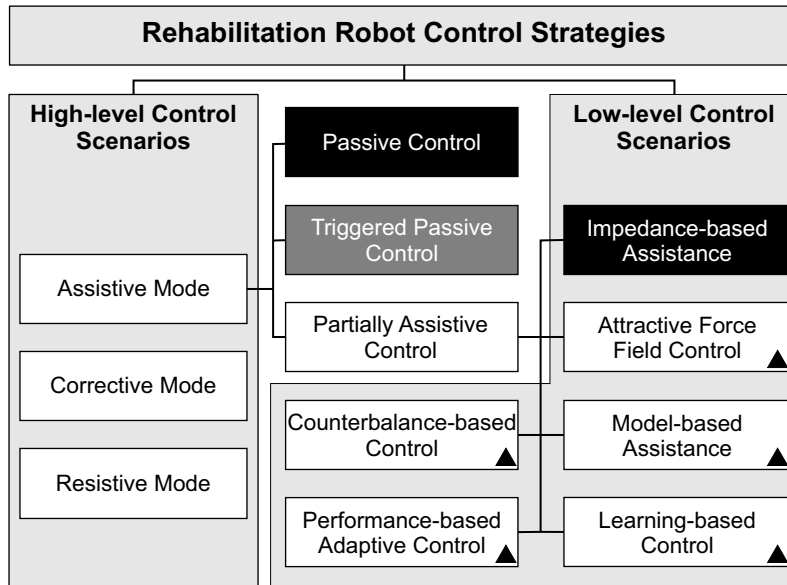 Rehabilitation Robot Control Strategies
High-level Control
Scenarios
Assistive Mode
Corrective Mode
Resistive Mode
Passive Control
Triggered Passive
Control
Partially Assistive
Control
Low-level Control
Scenarios
Impedance-based
Assistance
Attractive Force
Field Control
Counterbalance-based
Control
Model-based
Assistance
Performance-based
Adaptive Control
Learning-based
Control